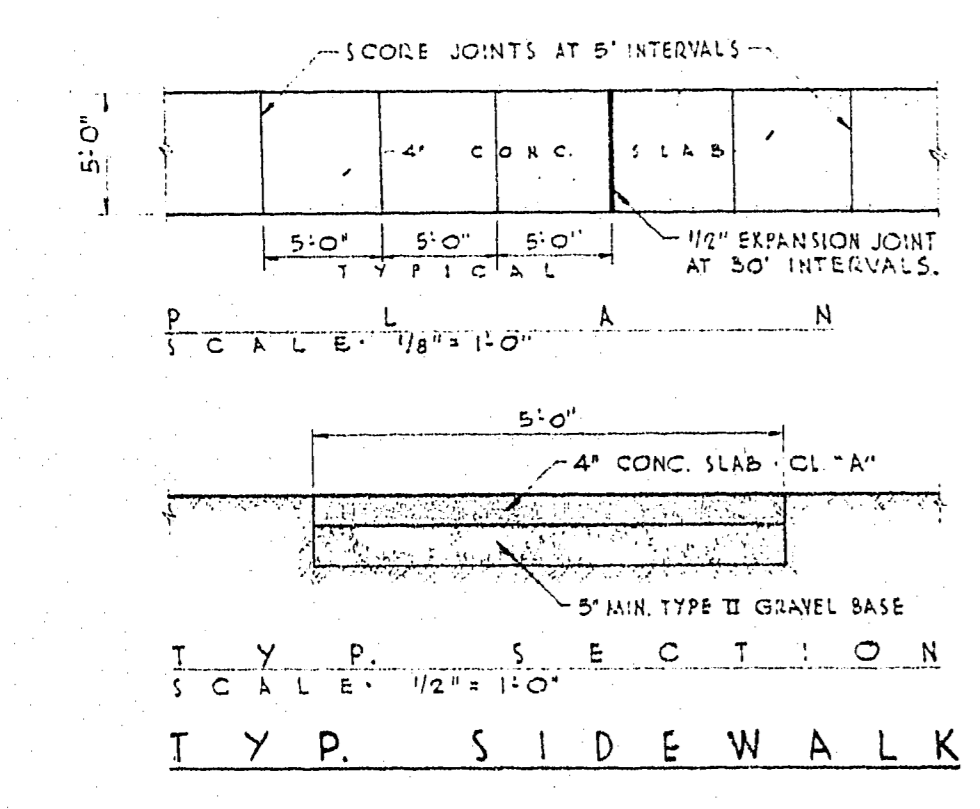 SCORE JOINTS AT 5' INTERVALS
5'-0"
4" CONC. SLAB
5'-0" 5'-0" 5'-0"
TYPICAL
1/2" EXPANSION JOINT
AT 30' INTERVALS.
PLAN
SCALE· 1/8" = 1'-0"
5'-0"
4" CONC. SLAB · CL. "A"
5" MIN. TYPE II GRAVEL BASE
TYP. SECTION
SCALE· 1/2" = 1'-0"
TYP. SIDEWALK